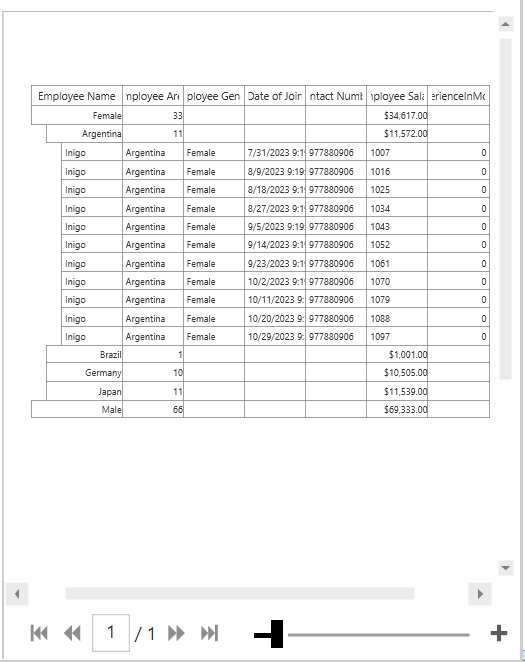 Employee Name nployee Are ployee Gen Date of Join ntact Numb nployee Sala erienceInMo
Female 33 $34,617.00
Argentina 11 $11,572.00
Inigo Argentina Female 7/31/2023 9:19 977880906 1007 0
Inigo Argentina Female 8/9/2023 9:19: 977880906 1016 0
Inigo Argentina Female 8/18/2023 9:19 977880906 1025 0
Inigo Argentina Female 8/27/2023 9:19 977880906 1034 0
Inigo Argentina Female 9/5/2023 9:19: 977880906 1043 0
Inigo Argentina Female 9/14/2023 9:19 977880906 1052 0
Inigo Argentina Female 9/23/2023 9:19 977880906 1061 0
Inigo Argentina Female 10/2/2023 9:19 977880906 1070 0
Inigo Argentina Female 10/11/2023 9: 977880906 1079 0
Inigo Argentina Female 10/20/2023 9: 977880906 1088 0
Inigo Argentina Female 10/29/2023 9: 977880906 1097 0
Brazil 1 $1,001.00
Germany 10 $10,505.00
Japan 11 $11,539.00
Male 66 $69,333.00
1 / 1